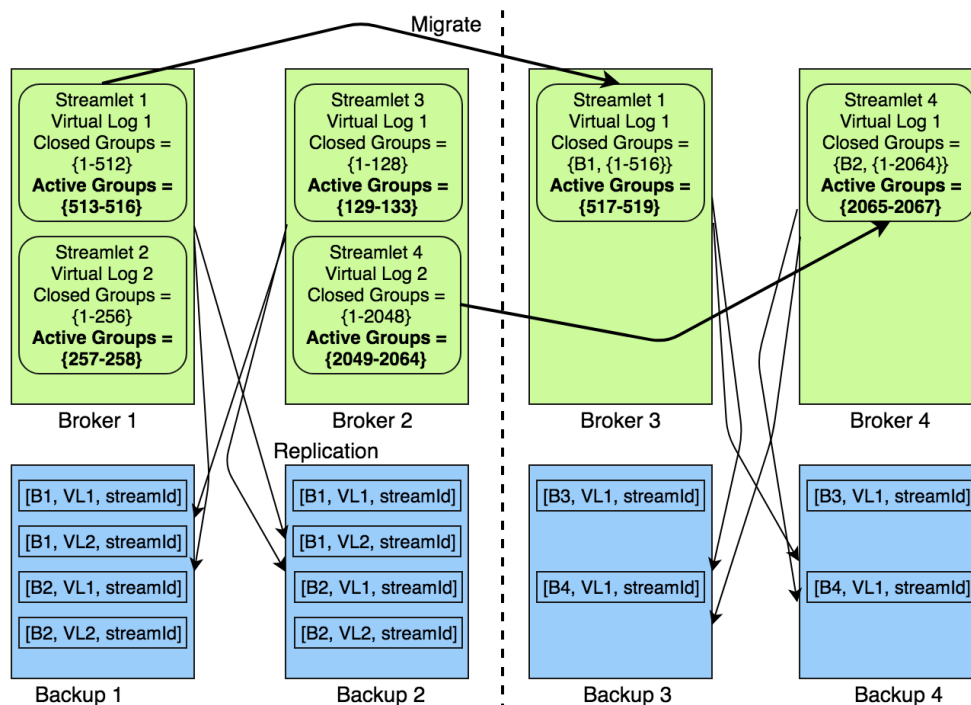 Migrate
Streamlet 1
Virtual Log 1
Closed Groups =
{1-512}
Active Groups =
{513-516}
Streamlet 2
Virtual Log 2
Closed Groups =
{1-256}
Active Groups =
{257-258}
Broker 1
Streamlet 3
Virtual Log 1
Closed Groups =
{1-128}
Active Groups =
{129-133}
Streamlet 4
Virtual Log 2
Closed Groups =
{1-2048}
Active Groups =
{2049-2064}
Broker 2
Streamlet 1
Virtual Log 1
Closed Groups =
{B1, {1-516}}
Active Groups =
{517-519}
Broker 3
Streamlet 4
Virtual Log 1
Closed Groups =
{B2, {1-2064}}
Active Groups =
{2065-2067}
Broker 4
Replication
[B1, VL1, streamId]
[B1, VL2, streamId]
[B2, VL1, streamId]
[B2, VL2, streamId]
Backup 1
[B1, VL1, streamId]
[B1, VL2, streamId]
[B2, VL1, streamId]
[B2, VL2, streamId]
Backup 2
[B3, VL1, streamId]
[B4, VL1, streamId]
Backup 3
[B3, VL1, streamId]
[B4, VL1, streamId]
Backup 4